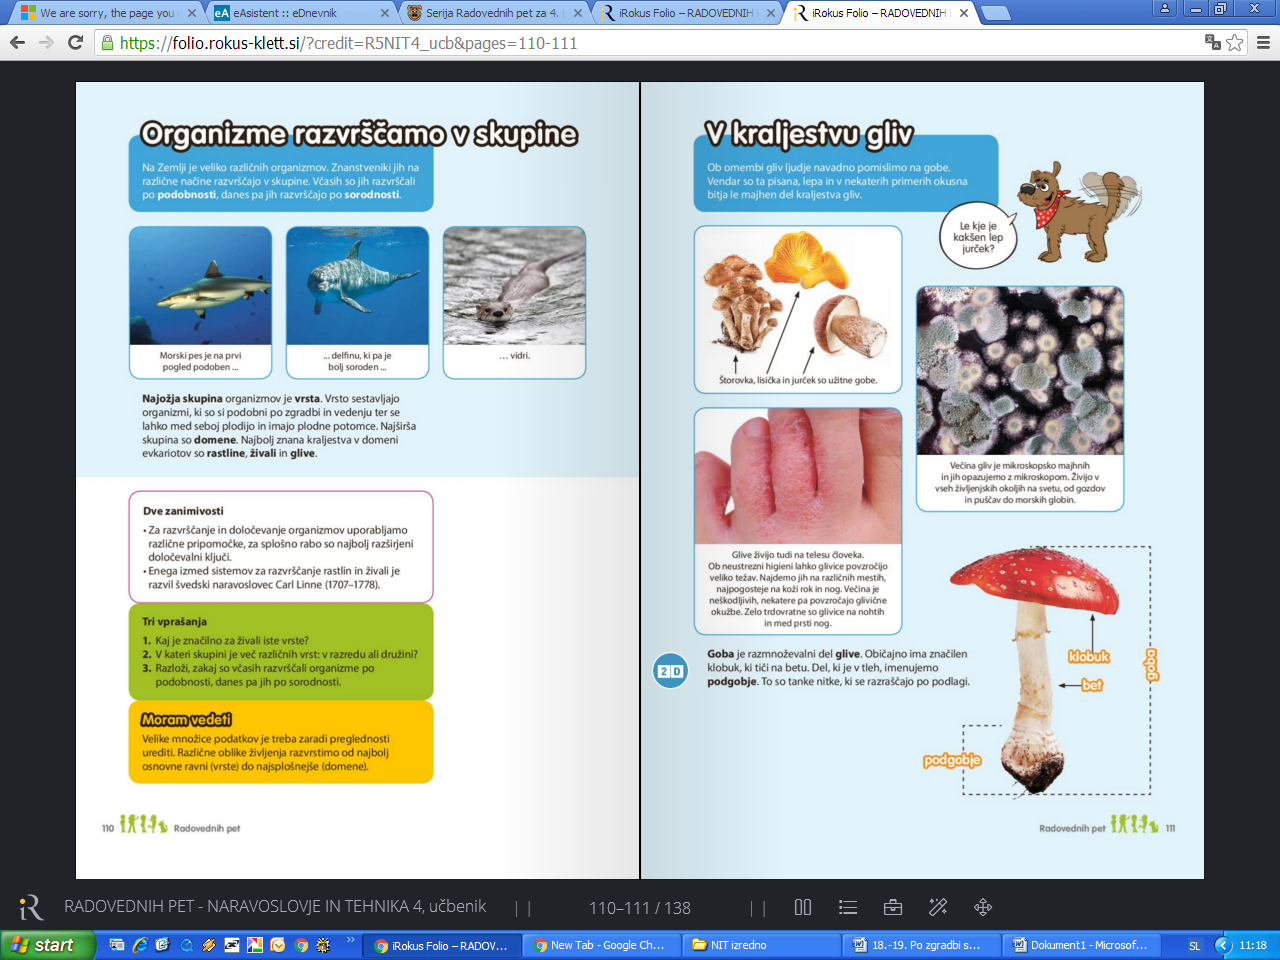 We are sorry, the page you
eAsistent :: eDnevnik
Serija Radovednih pet za 4.
iRokus Folio – RADOVEDNIH
iRokus Folio – RADOVEDNIH
https://folio.rokus-klett.si/?credit=R5NIT4_ucb&pages=110-111
Organizme razvrščamo v skupine
Na Zemlji je veliko različnih organizmov. Znanstveniki jih na
različne načine razvrščajo v skupine. Včasih so jih razvrščali
po podobnosti, danes pa jih razvrščajo po sorodnosti.
Morski pes je na prvi
pogled podoben ...
... delfinu, ki pa je
bolj soroden ...
... vidri.
Najožja skupina organizmov je vrsta. Vrsto sestavljajo
organizmi, ki so si podobni po zgradbi in vedenju ter se
lahko med seboj plodijo in imajo plodne potomce. Najširša
skupina so domene. Najbolj znana kraljestva v domeni
evkariotov so rastline, živali in glive.
Dve zanimivosti
• Za razvrščanje in določevanje organizmov uporabljamo
različne pripomočke, za splošno rabo so najbolj razširjeni
določevalni ključi.
• Enega izmed sistemov za razvrščanje rastlin in živali je
razvil švedski naravoslovec Carl Linne (1707–1778).
Tri vprašanja
1. Kaj je značilno za živali iste vrste?
2. V kateri skupini je več različnih vrst: v razredu ali družini?
3. Razloži, zakaj so včasih razvrščali organizme po
podobnosti, danes pa jih po sorodnosti.
Moram vedeti
Velike množice podatkov je treba zaradi preglednosti
urediti. Različne oblike življenja razvrstimo od najbolj
osnovne ravni (vrste) do najsplošnejše (domene).
110 Radovednih pet
V kraljestvu gliv
Ob omembi gliv ljudje navadno pomislimo na gobe.
Vendar so ta pisana, lepa in v nekaterih primerih okusna
bitja le majhen del kraljestva gliv.
Le kje je
kakšen lep
jurček?
Štorovka, lisička in jurček so užitne gobe.
Večina gliv je mikroskopsko majhnih
in jih opazujemo z mikroskopom. Živijo v
vseh življenjskih okoljih na svetu, od gozdov
in puščav do morskih globin.
Glive živijo tudi na telesu človeka.
Ob neustrezni higieni lahko glivice povzročijo
veliko težav. Najdemo jih na različnih mestih,
najpogosteje na koži rok in nog. Večina je
neškodljivih, nekatere pa povzročajo glivične
okužbe. Zelo trdovratne so glivice na nohtih
in med prsti nog.
2 D
Goba je razmnoževalni del glive. Običajno ima značilen
klobuk, ki tiči na betu. Del, ki je v tleh, imenujemo
podgobje. To so tanke nitke, ki se razraščajo po podlagi.
klobuk
bet
goba
podgobje
Radovednih pet 111
iR RADOVEDNIH PET - NARAVOSLOVJE IN TEHNIKA 4, učbenik
110–111 / 138
start
iRokus Folio – RADOV...
New Tab - Google Ch...
NIT izredno
18.-19. Po zgradbi s...
Dokument1 - Microsof...
SL
11:18